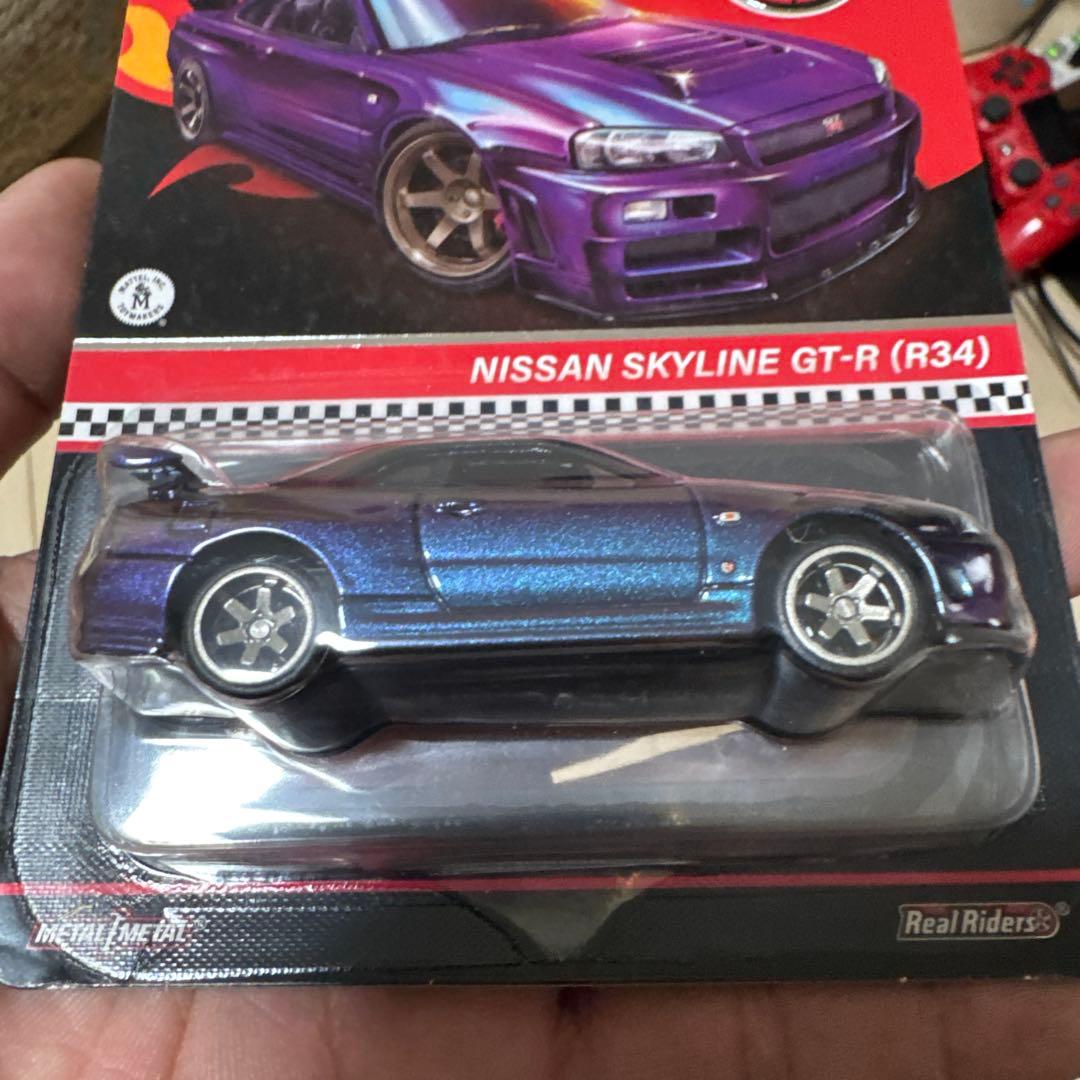 MATTEL, INC.
M
TOYMAKERS
®
NISSAN SKYLINE GT-R (R34)
METAL/METAL
Real Riders®